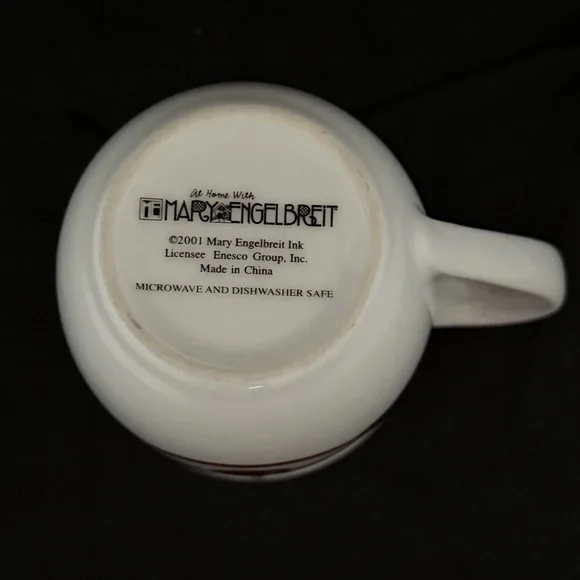 At Home With
ME MARY ENGELBREIT
©2001 Mary Engelbreit Ink
Licensee Enesco Group, Inc.
Made in China
MICROWAVE AND DISHWASHER SAFE